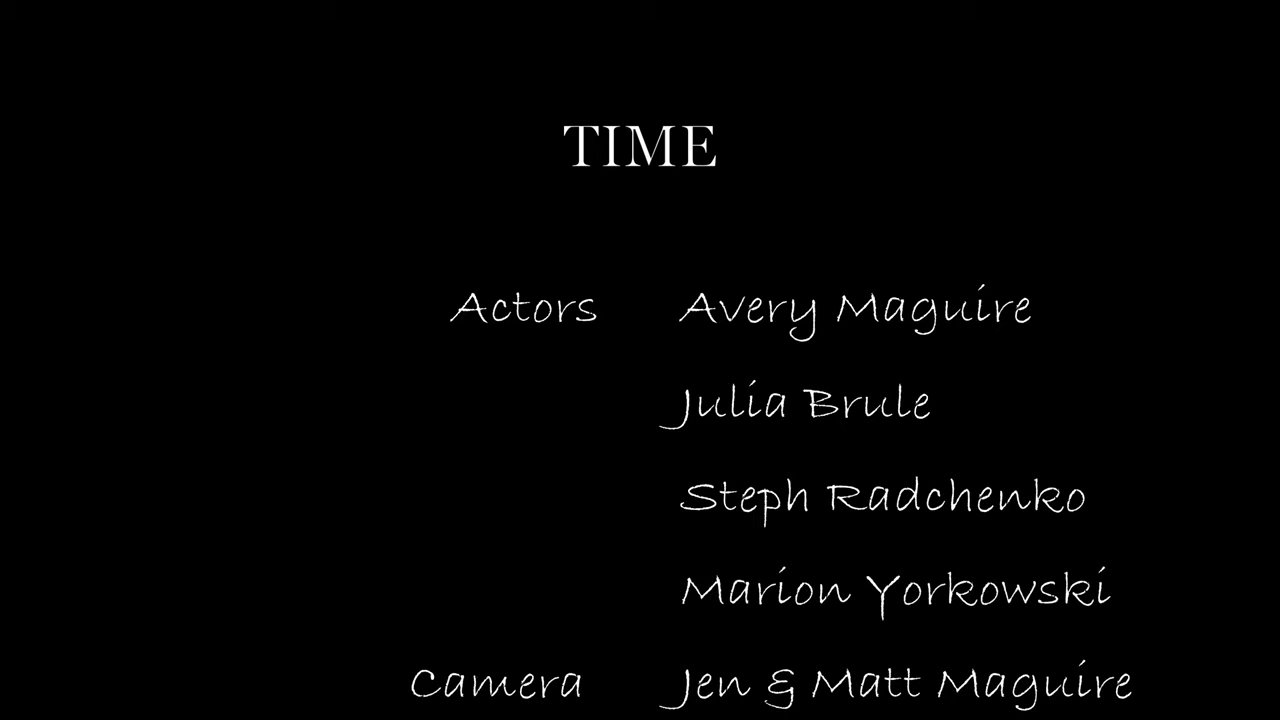 TIME
Actors Avery Maguire
Julia Brule
Steph Radchenko
Marion Yorkowski
Camera Jen & Matt Maguire